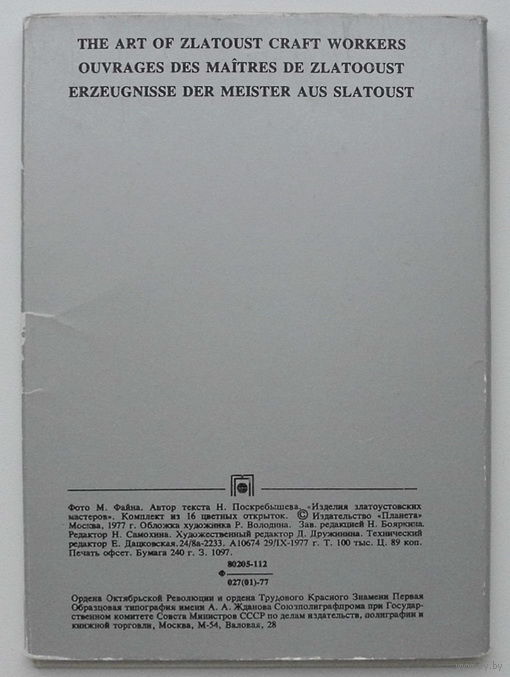 THE ART OF ZLATOUST CRAFT WORKERS
OUVRAGES DES MAÎTRES DE ZLATOOUST
ERZEUGNISSE DER MEISTER AUS SLATOUST
Фото М. Файна. Автор текста Н. Поскребышева. «Изделия златоустовских
мастеров». Комплект из 16 цветных открыток. © Издательство «Планета»
Москва, 1977 г. Обложка художника Р. Володина. Зав. редакцией Н. Бояркина.
Редактор Н. Самохина. Художественный редактор Д. Дружинина. Технический
редактор Е. Дацковская. 24/8а-2233. А10674 29/IX-1977 г. Т. 100 тыс. Ц. 89 коп.
Печать офсет. Бумага 240 г. З. 1097.
80205-112
027(01)-77
Ордена Октябрьской Революции и ордена Трудового Красного Знамени Первая
Образцовая типография имени А. А. Жданова Союзполиграфпрома при Государ-
ственном комитете Совета Министров СССР по делам издательств, полиграфии и
книжной торговли, Москва, М-54, Валовая, 28